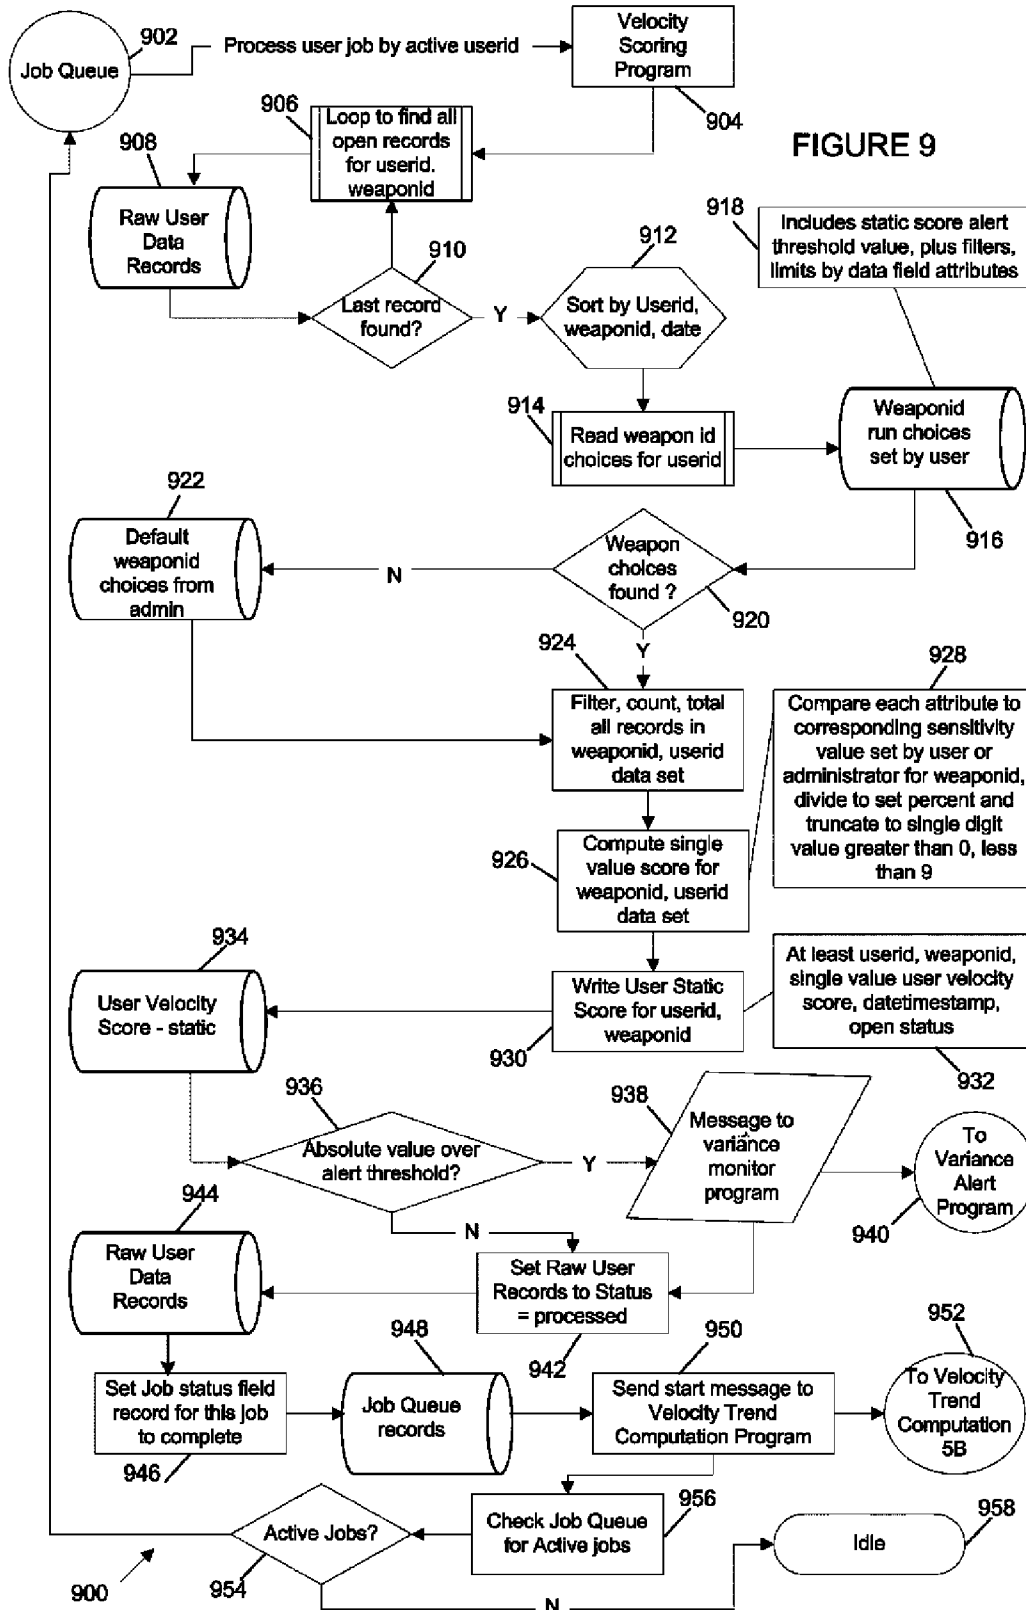 902
Job Queue
Process user job by active userid
Velocity
Scoring
Program
904
FIGURE 9
906
Loop to find all
open records
for userid.
weaponid
908
Raw User
Data
Records
910
Last record
found?
Y
912
Sort by Userid,
weaponid, date
918
Includes static score alert
threshold value, plus filters,
limits by data field attributes
914
Read weapon id
choices for userid
Weaponid
run choices
set by user
916
922
Default
weaponid
choices from
admin
N
Weapon
choices
found ?
920
Y
924
Filter, count, total
all records in
weaponid, userid
data set
928
Compare each attribute to
corresponding sensitivity
value set by user or
administrator for weaponid,
divide to set percent and
truncate to single digit
value greater than 0, less
than 9
926
Compute single
value score for
weaponid, userid
data set
934
User Velocity
Score - static
Write User Static
Score for userid,
weaponid
930
At least userid, weaponid,
single value user velocity
score, datetimestamp,
open status
932
936
Absolute value over
alert threshold?
Y
938
Message to
variance
monitor
program
To
Variance
Alert
Program
940
N
944
Raw User
Data
Records
Set Raw User
Records to Status
= processed
942
Set Job status field
record for this job
to complete
946
948
Job Queue
records
950
Send start message to
Velocity Trend
Computation Program
952
To Velocity
Trend
Computation
5B
Active Jobs?
954
Check Job Queue
for Active jobs
956
Idle
958
900
N